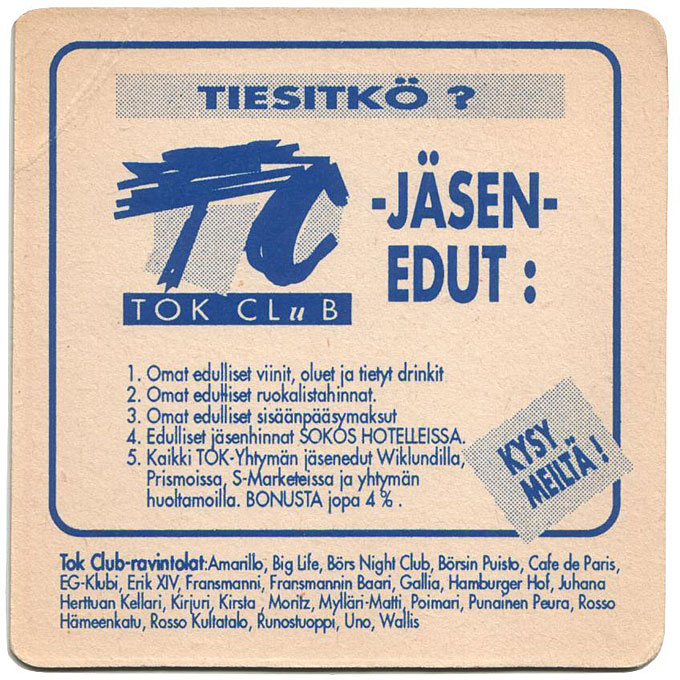 TIESITKÖ ?
TC
TOK CLuB
-JÄSEN-
EDUT :
1. Omat edulliset viinit, oluet ja tietyt drinkit
2. Omat edulliset ruokalistahinnat.
3. Omat edulliset sisäänpääsymaksut
4. Edulliset jäsenhinnat SOKOS HOTELLEISSA.
5. Kaikki TOK-Yhtymän jäsenedut Wiklundilla,
Prismoissa, S-Marketeissa ja yhtymän
huoltamoilla. BONUSTA jopa 4 % .
KYSY
MEILTÄ !
Tok Club-ravintolat:Amarillo, Big Life, Börs Night Club, Börsin Puisto, Cafe de Paris,
EG-Klubi, Erik XIV, Fransmanni, Fransmannin Baari, Gallia, Hamburger Hof, Juhana
Herttuan Kellari, Kirjuri, Kirsta , Moritz, Mylläri-Matti, Poimari, Punainen Peura, Rosso
Hämeenkatu, Rosso Kultatalo, Runostuoppi, Uno, Wallis